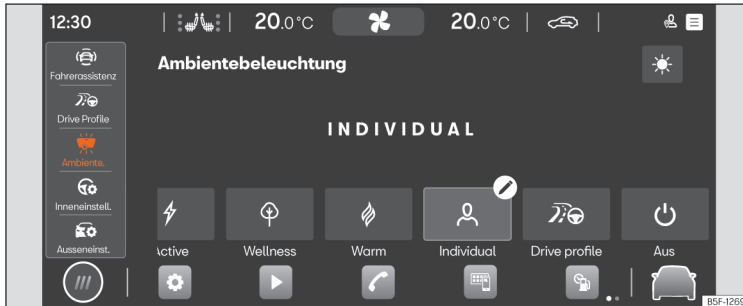 12:30
20.0°C
20.0°C
Fahrerassistenz
Drive Profile
Ambiente.
Inneneinstell.
Ausseneinst.
Ambientebeleuchtung
INDIVIDUAL
Active
Wellness
Warm
Individual
Drive profile
Aus
B5F-1269